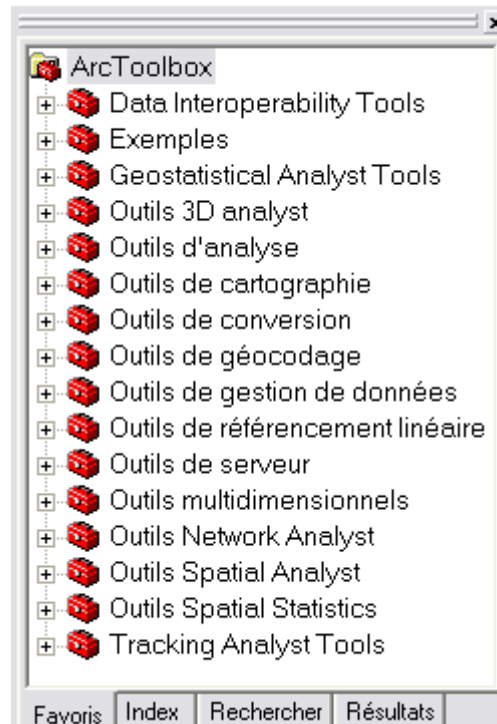 ArcToolbox
Data Interoperability Tools
Exemples
Geostatistical Analyst Tools
Outils 3D analyst
Outils d'analyse
Outils de cartographie
Outils de conversion
Outils de géocodage
Outils de gestion de données
Outils de référencement linéaire
Outils de serveur
Outils multidimensionnels
Outils Network Analyst
Outils Spatial Analyst
Outils Spatial Statistics
Tracking Analyst Tools
Favoris Index Rechercher Résultats